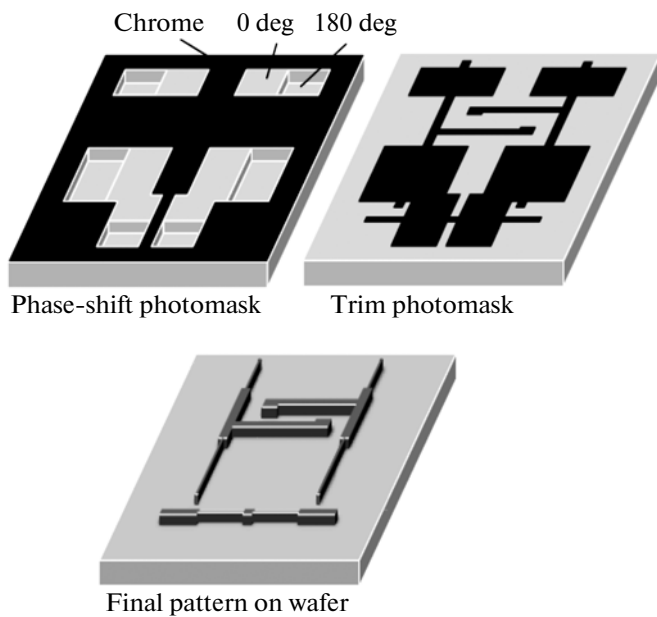 Chrome 0 deg 180 deg
Phase-shift photomask
Trim photomask
Final pattern on wafer